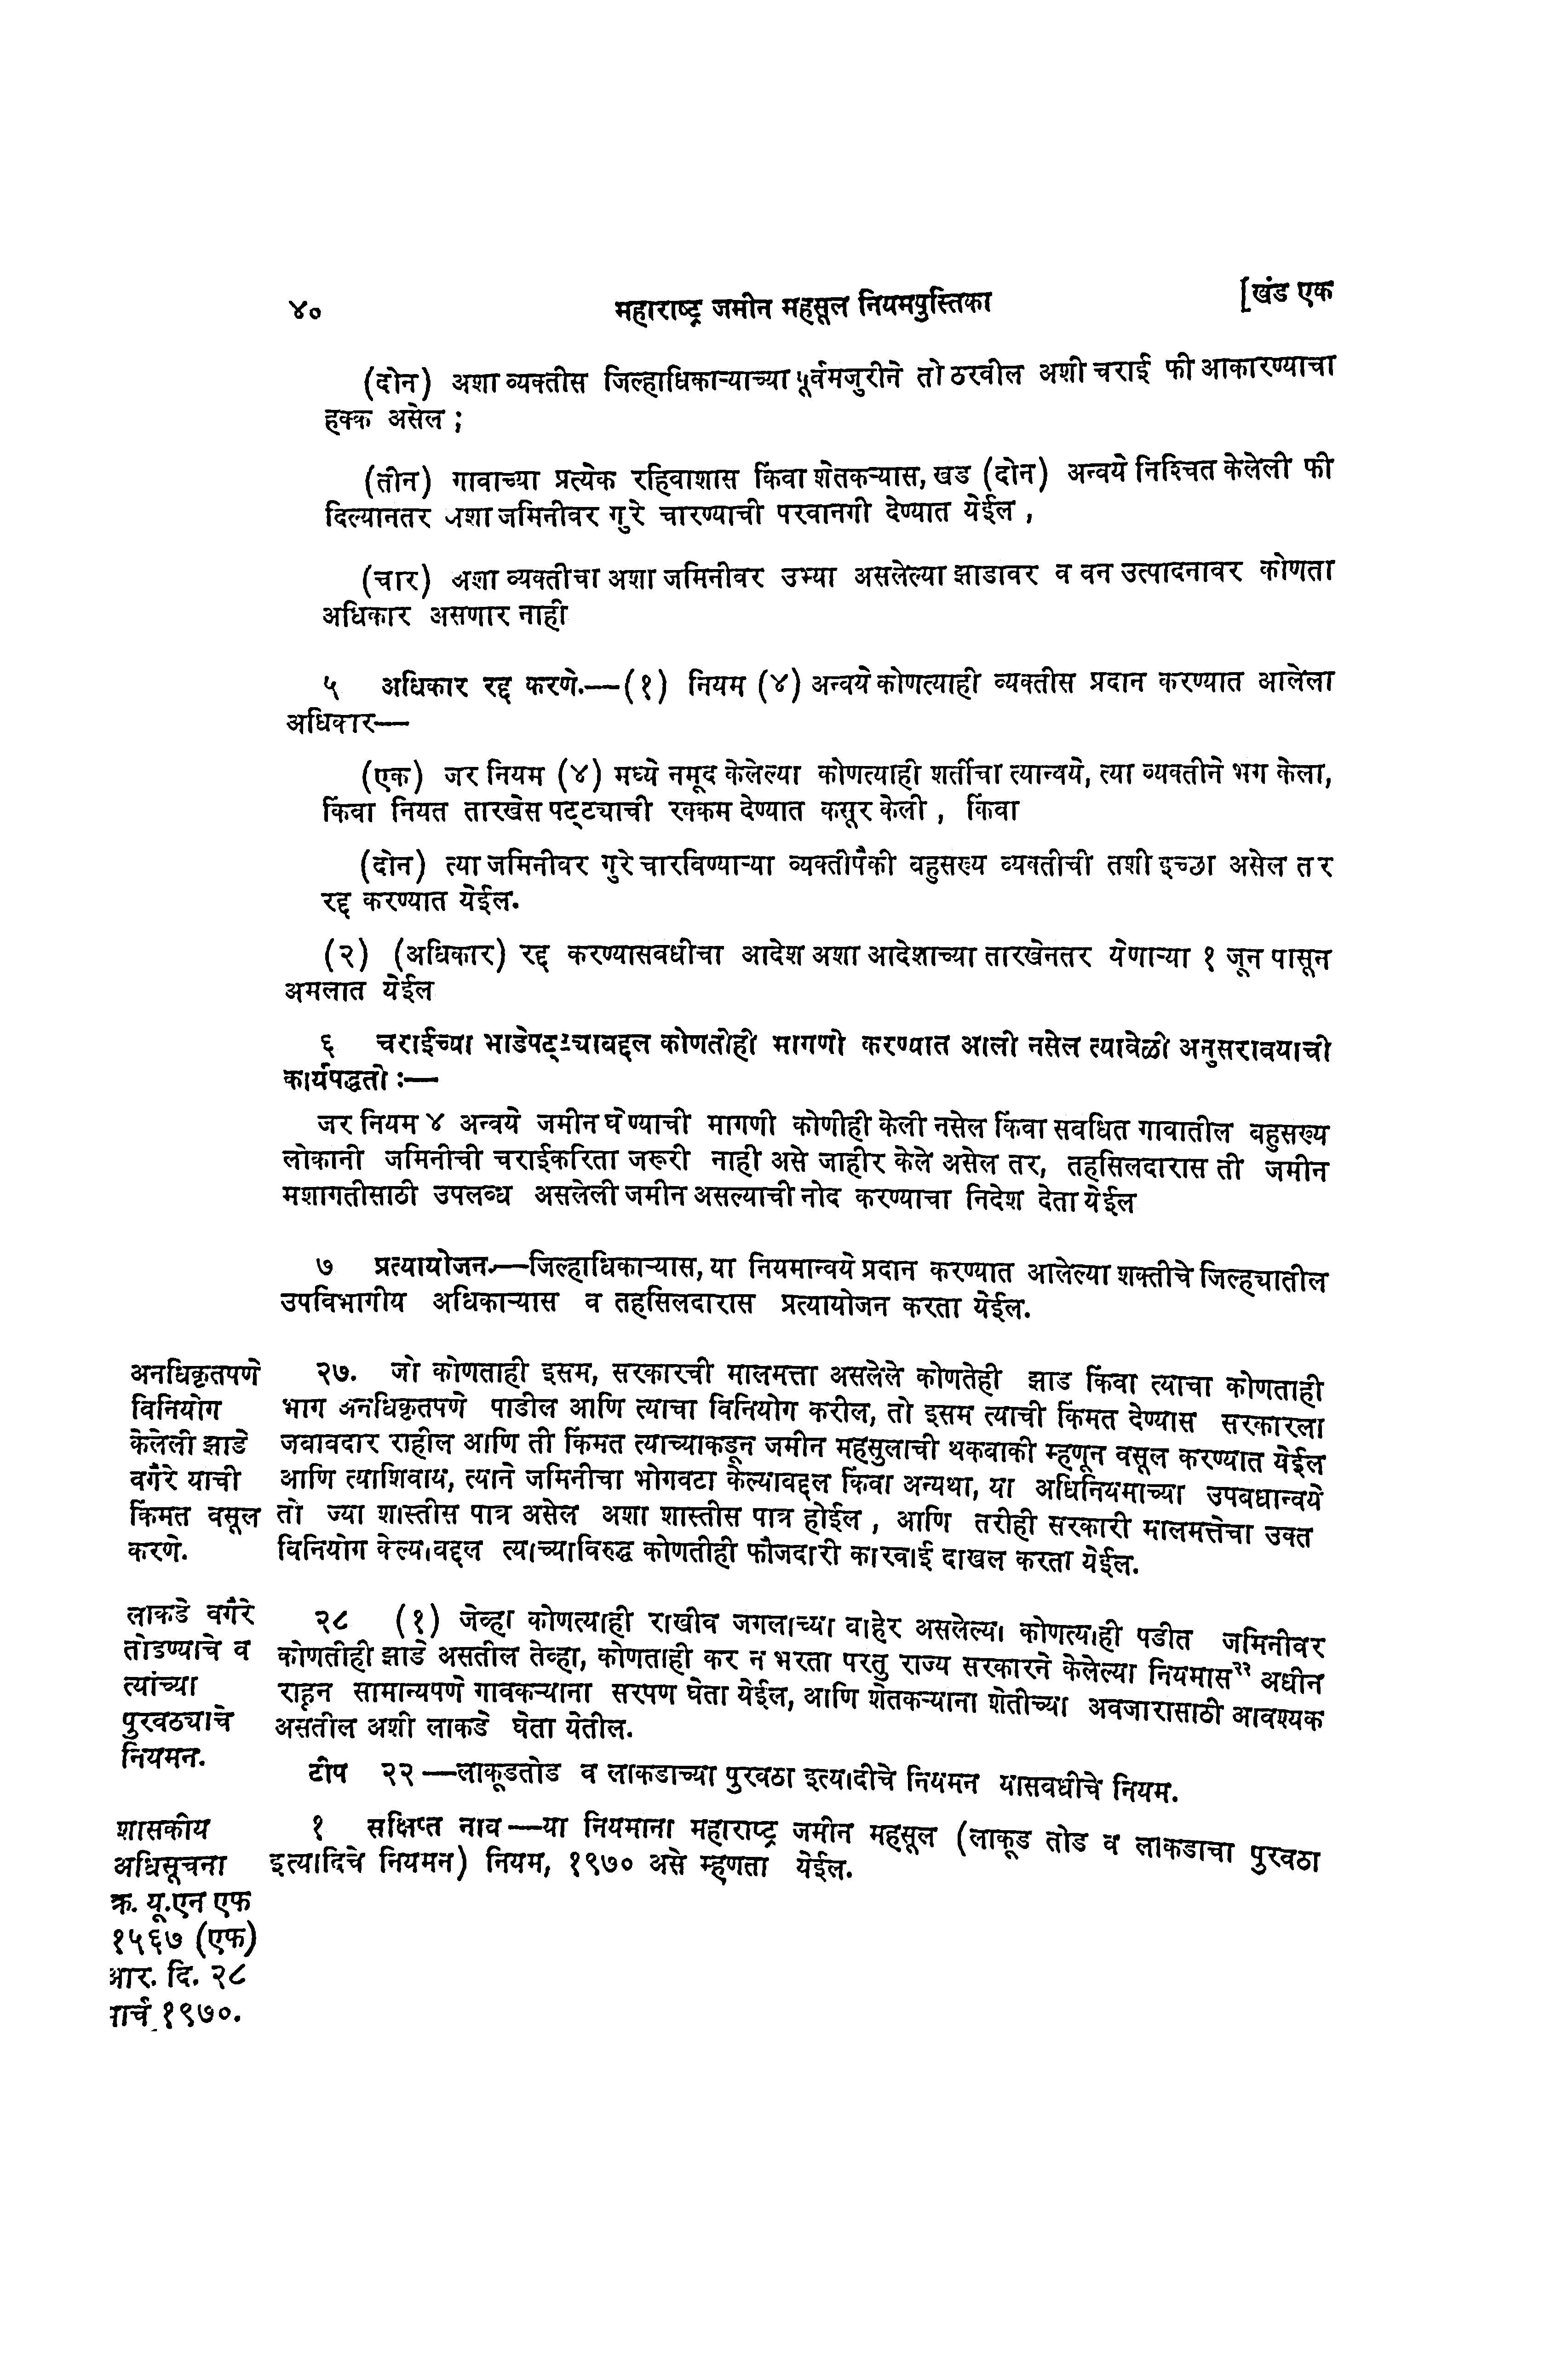 ४०
महाराष्ट्र जमीन महसूल नियमपुस्तिका
[खंड एक
(दोन) अशा व्यक्तीस जिल्हाधिकाऱ्याच्या पूर्वमजुरीने तो ठरवील अशी चराई फी आकारण्याचा
हक्क असेल ;
(तीन) गावाच्या प्रत्येक रहिवाशास किंवा शेतकऱ्यास, खड (दोन) अन्वये निश्चित केलेली फी
दिल्यानतर अशा जमिनीवर गुरे चारण्याची परवानगी देण्यात येईल ,
(चार) अशा व्यक्तीचा अशा जमिनीवर उभ्या असलेल्या झाडावर व वन उत्पादनावर कोणता
अधिकार असणार नाही
५ अधिकार रद्द करणे.—(१) नियम (४) अन्वये कोणत्याही व्यक्तीस प्रदान करण्यात आलेला
अधिकार—
(एक) जर नियम (४) मध्ये नमूद केलेल्या कोणत्याही शर्तीचा त्यान्वये, त्या व्यक्तीने भग केला,
किंवा नियत तारखेस पट्ट्याची रक्कम देण्यात कसूर केली , किंवा
(दोन) त्या जमिनीवर गुरे चारविण्याऱ्या व्यक्तीपैकी बहुसख्य व्यक्तीची तशी इच्छा असेल तर
रद्द करण्यात येईल.
(२) (अधिकार) रद्द करण्यासबधीचा आदेश अशा आदेशाच्या तारखेनतर येणाऱ्या १ जून पासून
अमलात येईल
६ चराईच्या भाडेपट्ट्याबद्दल कोणतीही मागणी करण्यात आली नसेल त्यावेळी अनुसरावयाची
कार्यपद्धती :—
जर नियम ४ अन्वये जमीन घेण्याची मागणी कोणीही केली नसेल किंवा सबधित गावातील बहुसख्य
लोकानी जमिनीची चराईकरिता जरूरी नाही असे जाहीर केले असेल तर, तहसिलदारास ती जमीन
मशागतीसाठी उपलब्ध असलेली जमीन असल्याची नोद करण्याचा निदेश देता येईल
७ प्रत्यायोजन.—जिल्हाधिकाऱ्यास, या नियमान्वये प्रदान करण्यात आलेल्या शक्तीचे जिल्ह्यातील
उपविभागीय अधिकाऱ्यास व तहसिलदारास प्रत्यायोजन करता येईल.
अनधिकृतपणे
विनियोग
केलेली झाडे
वगैरे याची
किंमत वसूल
करणे.
२७. जो कोणताही इसम, सरकारची मालमत्ता असलेले कोणतेही झाड किंवा त्याचा कोणताही
भाग अनधिकृतपणे पाडील आणि त्याचा विनियोग करील, तो इसम त्याची किंमत देण्यास सरकारला
जबाबदार राहील आणि ती किंमत त्याच्याकडून जमीन महसुलाची थकबाकी म्हणून वसूल करण्यात येईल
आणि त्याशिवाय, त्याने जमिनीचा भोगवटा केल्याबद्दल किंवा अन्यथा, या अधिनियमाच्या उपबधान्वये
तो ज्या शास्तीस पात्र असेल अशा शास्तीस पात्र होईल , आणि तरीही सरकारी मालमत्तेचा उक्त
विनियोग केल्याबद्दल त्याच्याविरुद्ध कोणतीही फौजदारी कारवाई दाखल करता येईल.
लाकडे वगैरे
तोडण्याचे व
त्यांच्या
पुरवठ्याचे
नियमन.
२८ (१) जेव्हा कोणत्याही राखीव जगलाच्या बाहेर असलेल्या कोणत्याही पडीत जमिनीवर
कोणतीही झाडे असतील तेव्हा, कोणताही कर न भरता परतु राज्य सरकारने केलेल्या नियमास²² अधीन
राहून सामान्यपणे गावकऱ्याना सरपण घेता येईल, आणि शेतकऱ्याना शेतीच्या अवजारासाठी आवश्यक
असतील अशी लाकडे घेता येतील.
टीप २२ —लाकूडतोड व लाकडाच्या पुरवठा इत्यादीचे नियमन यासबधीचे नियम.
शासकीय
अधिसूचना
क्र. यू.एन एफ
१५६७ (एफ)
आर. दि. २८
मार्च १९७०.
१ सक्षिप्त नाव —या नियमाना महाराष्ट्र जमीन महसूल (लाकूड तोड व लाकडाचा पुरवठा
इत्यादिचे नियमन) नियम, १९७० असे म्हणता येईल.